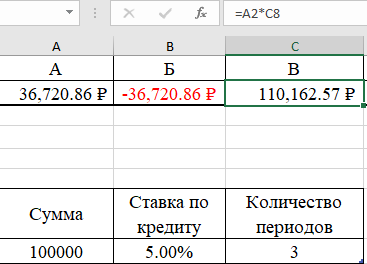 fx =A2*C8
A B C
А Б В
36,720.86 ₽ -36,720.86 ₽ 110,162.57 ₽
Сумма Ставка по кредиту Количество периодов
100000 5.00% 3